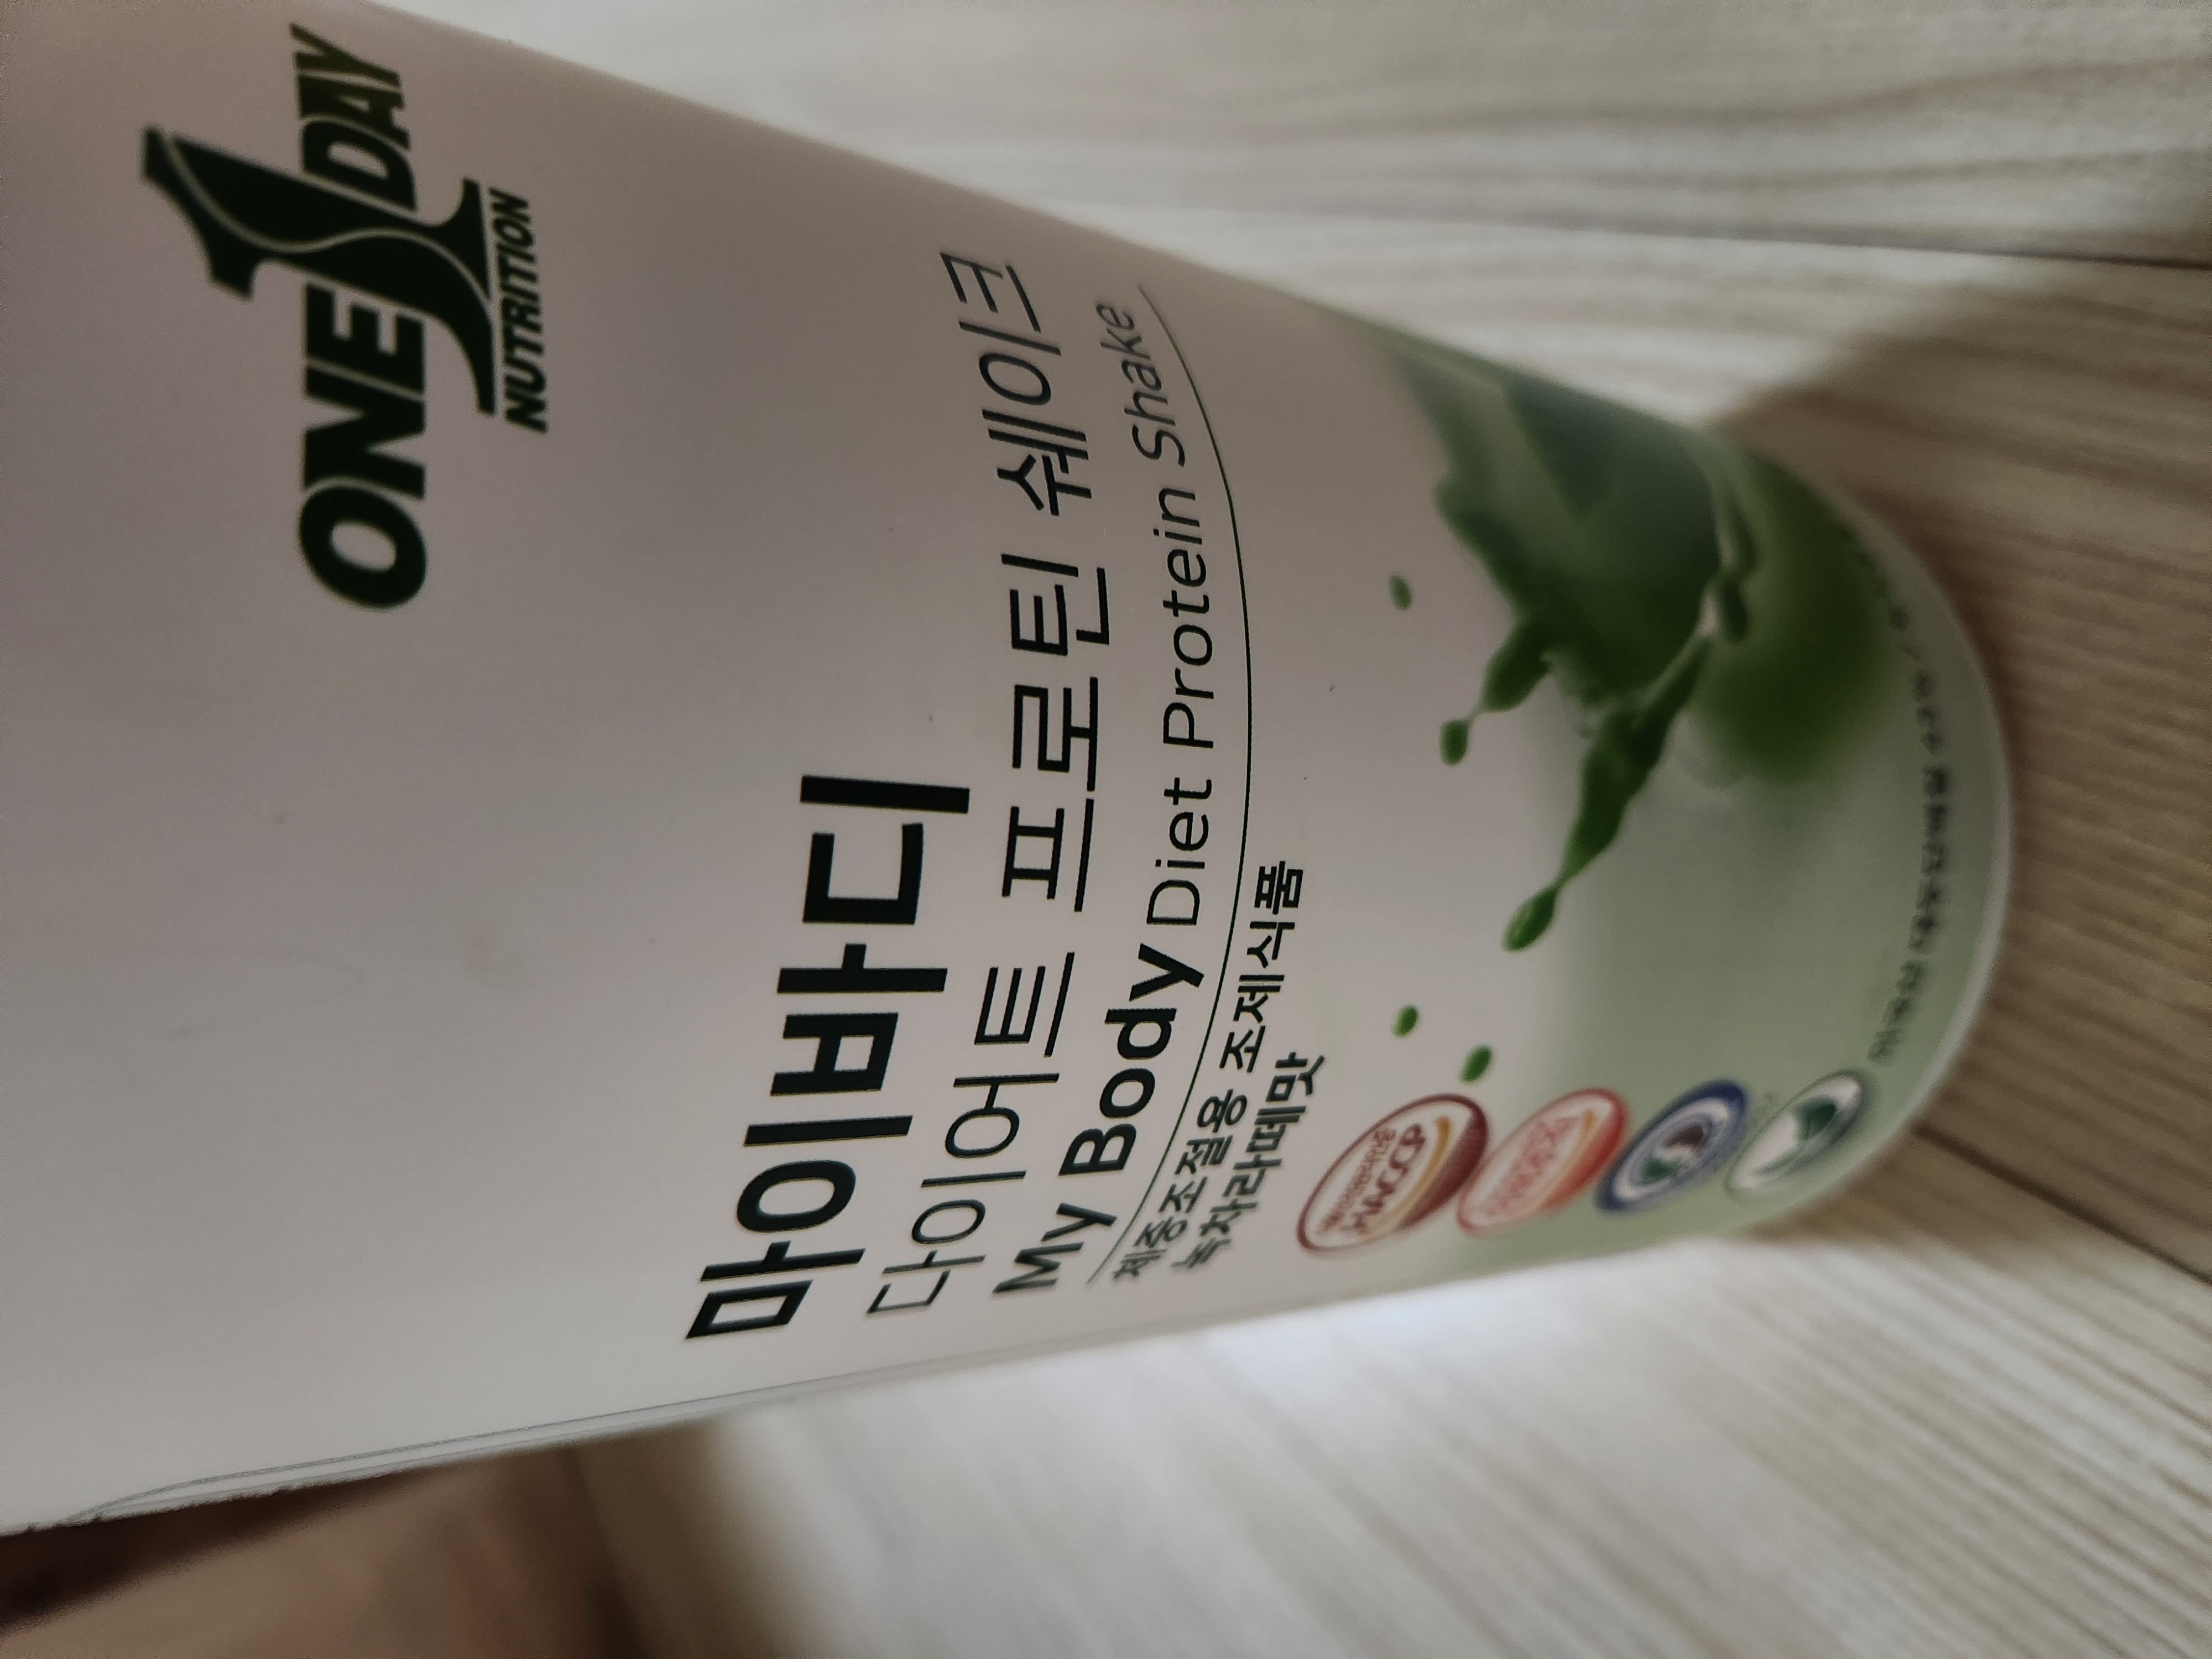 ONE DAY
NUTRITION
마이바디
다이어트 프로틴 쉐이크
My Body Diet Protein Shake
체중조절용 조제식품
녹차라떼맛
HACCP